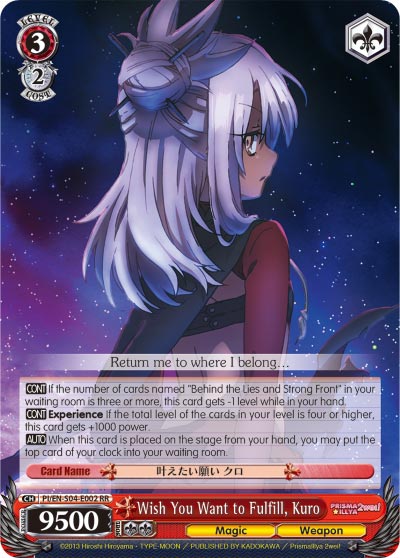 LEVEL
3
2
COST
Return me to where I belong…
CONT If the number of cards named "Behind the Lies and Strong Front" in your
waiting room is three or more, this card gets -1 level while in your hand.
CONT Experience If the total level of the cards in your level is four or higher,
this card gets +1000 power.
AUTO When this card is placed on the stage from your hand, you may put the
top card of your clock into your waiting room.
Card Name 叶えたい願い クロ
CH PI/EN-S04-E002 RR
POWER 9500 SOUL
Wish You Want to Fulfill, Kuro
PRISMA ILLYA 2wei!
Magic Weapon
©2013 Hiroshi Hiroyama・TYPE-MOON / PUBLISHED BY KADOKAWA / Prismaillya 2wei!